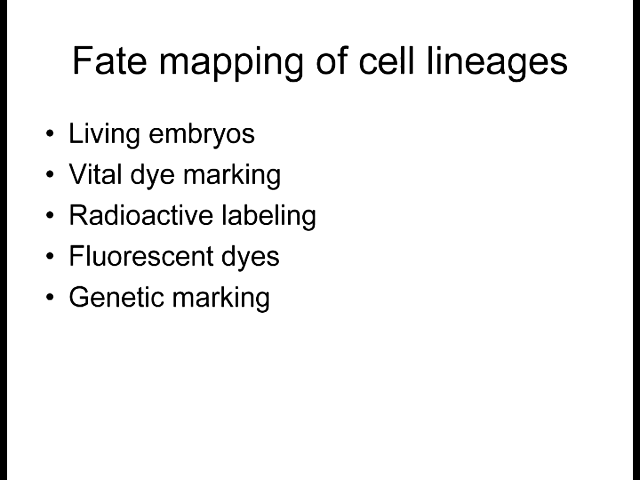 Fate mapping of cell lineages
• Living embryos
• Vital dye marking
• Radioactive labeling
• Fluorescent dyes
• Genetic marking